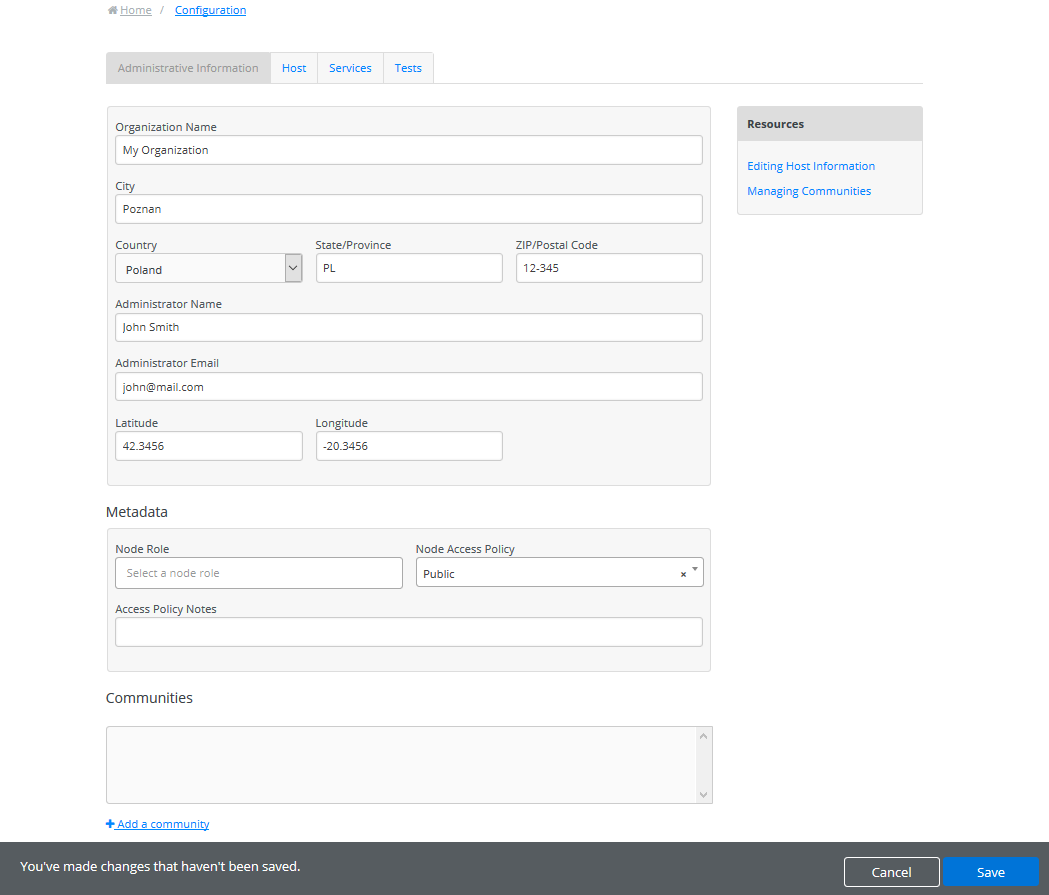 Home / Configuration
Administrative Information Host Services Tests
Organization Name
My Organization
City
Poznan
Country State/Province ZIP/Postal Code
Poland PL 12-345
Administrator Name
John Smith
Administrator Email
john@mail.com
Latitude Longitude
42.3456 -20.3456
Resources
Editing Host Information
Managing Communities
Metadata
Node Role Node Access Policy
Select a node role Public ×
Access Policy Notes
Communities
Add a community
You've made changes that haven't been saved. Cancel Save